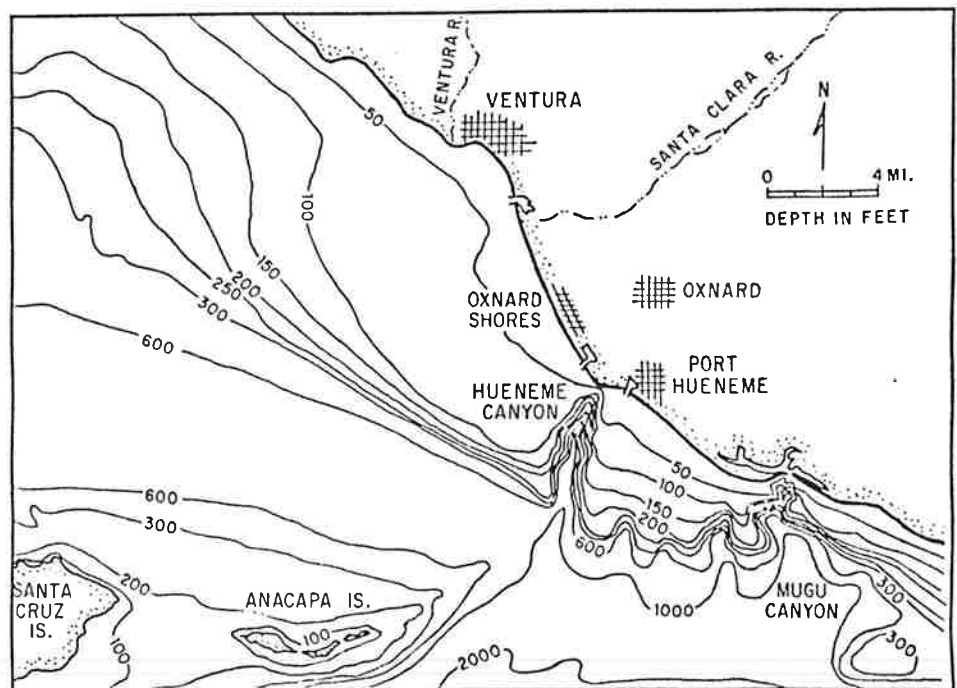 VENTURA R.
SANTA CLARA R.
50
VENTURA
N
0 4 MI.
DEPTH IN FEET
100
150
200
250
300
600
OXNARD
SHORES
OXNARD
PORT
HUENEME
HUENEME
CANYON
50
100
150
200
600
600
300
200
SANTA
CRUZ
IS.
ANACAPA IS.
100
100
1000
2000
MUGU
CANYON
300
300